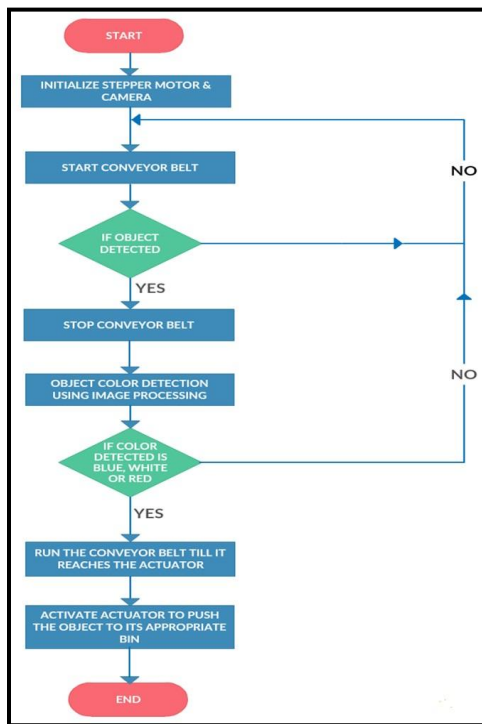 START
INITIALIZE STEPPER MOTOR &
CAMERA
START CONVEYOR BELT
NO
IF OBJECT
DETECTED
YES
STOP CONVEYOR BELT
OBJECT COLOR DETECTION
USING IMAGE PROCESSING
NO
IF COLOR
DETECTED IS
BLUE, WHITE
OR RED
YES
RUN THE CONVEYOR BELT TILL IT
REACHES THE ACTUATOR
ACTIVATE ACTUATOR TO PUSH
THE OBJECT TO ITS APPROPRIATE
BIN
END